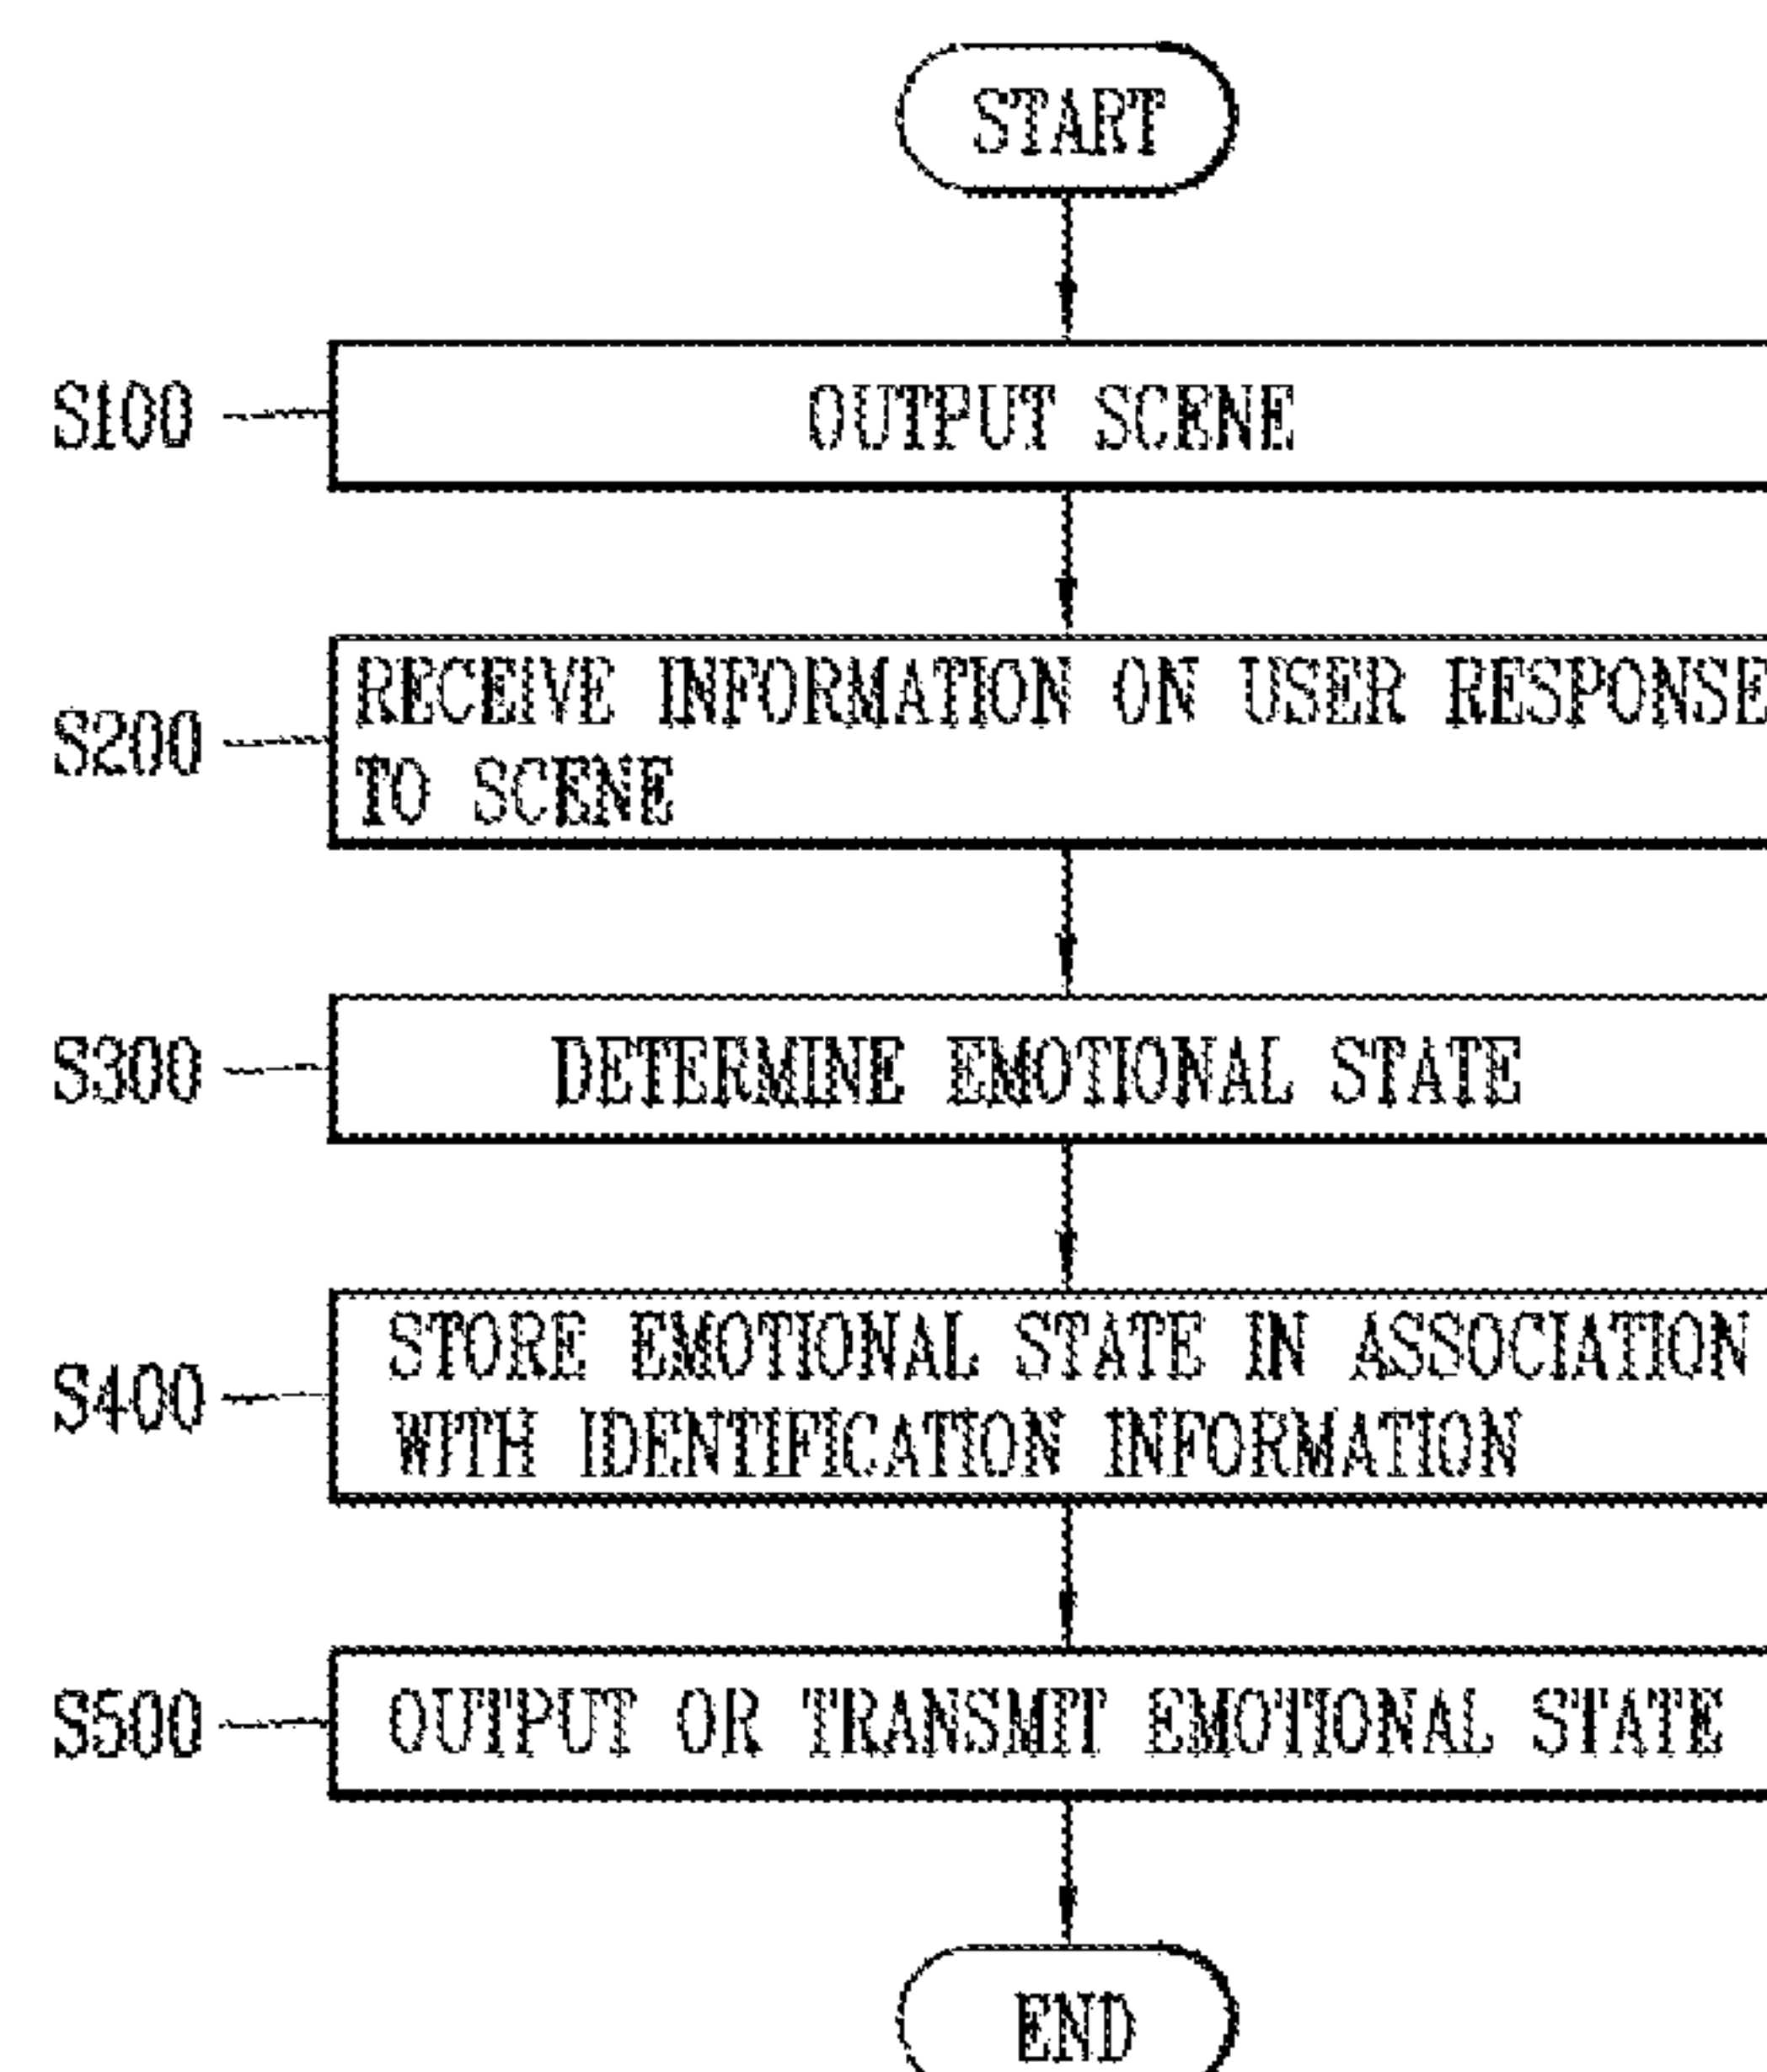 START
S100
OUTPUT SCENE
S200
RECEIVE INFORMATION ON USER RESPONSE
TO SCENE
S300
DETERMINE EMOTIONAL STATE
S400
STORE EMOTIONAL STATE IN ASSOCIATION
WITH IDENTIFICATION INFORMATION
S500
OUTPUT OR TRANSMIT EMOTIONAL STATE
END